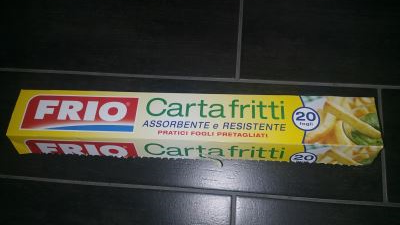 FRIO®
Carta fritti
ASSORBENTE e RESISTENTE
PRATICI FOGLI PRETAGLIATI
20
fogli
FRIO
Carta fritti
20